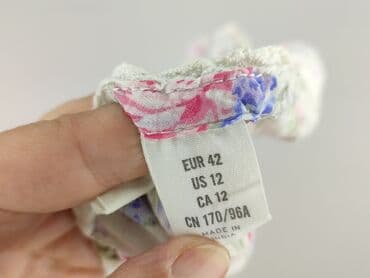 EUR 42
US 12
CA 12
CN 170/96A
MADE IN